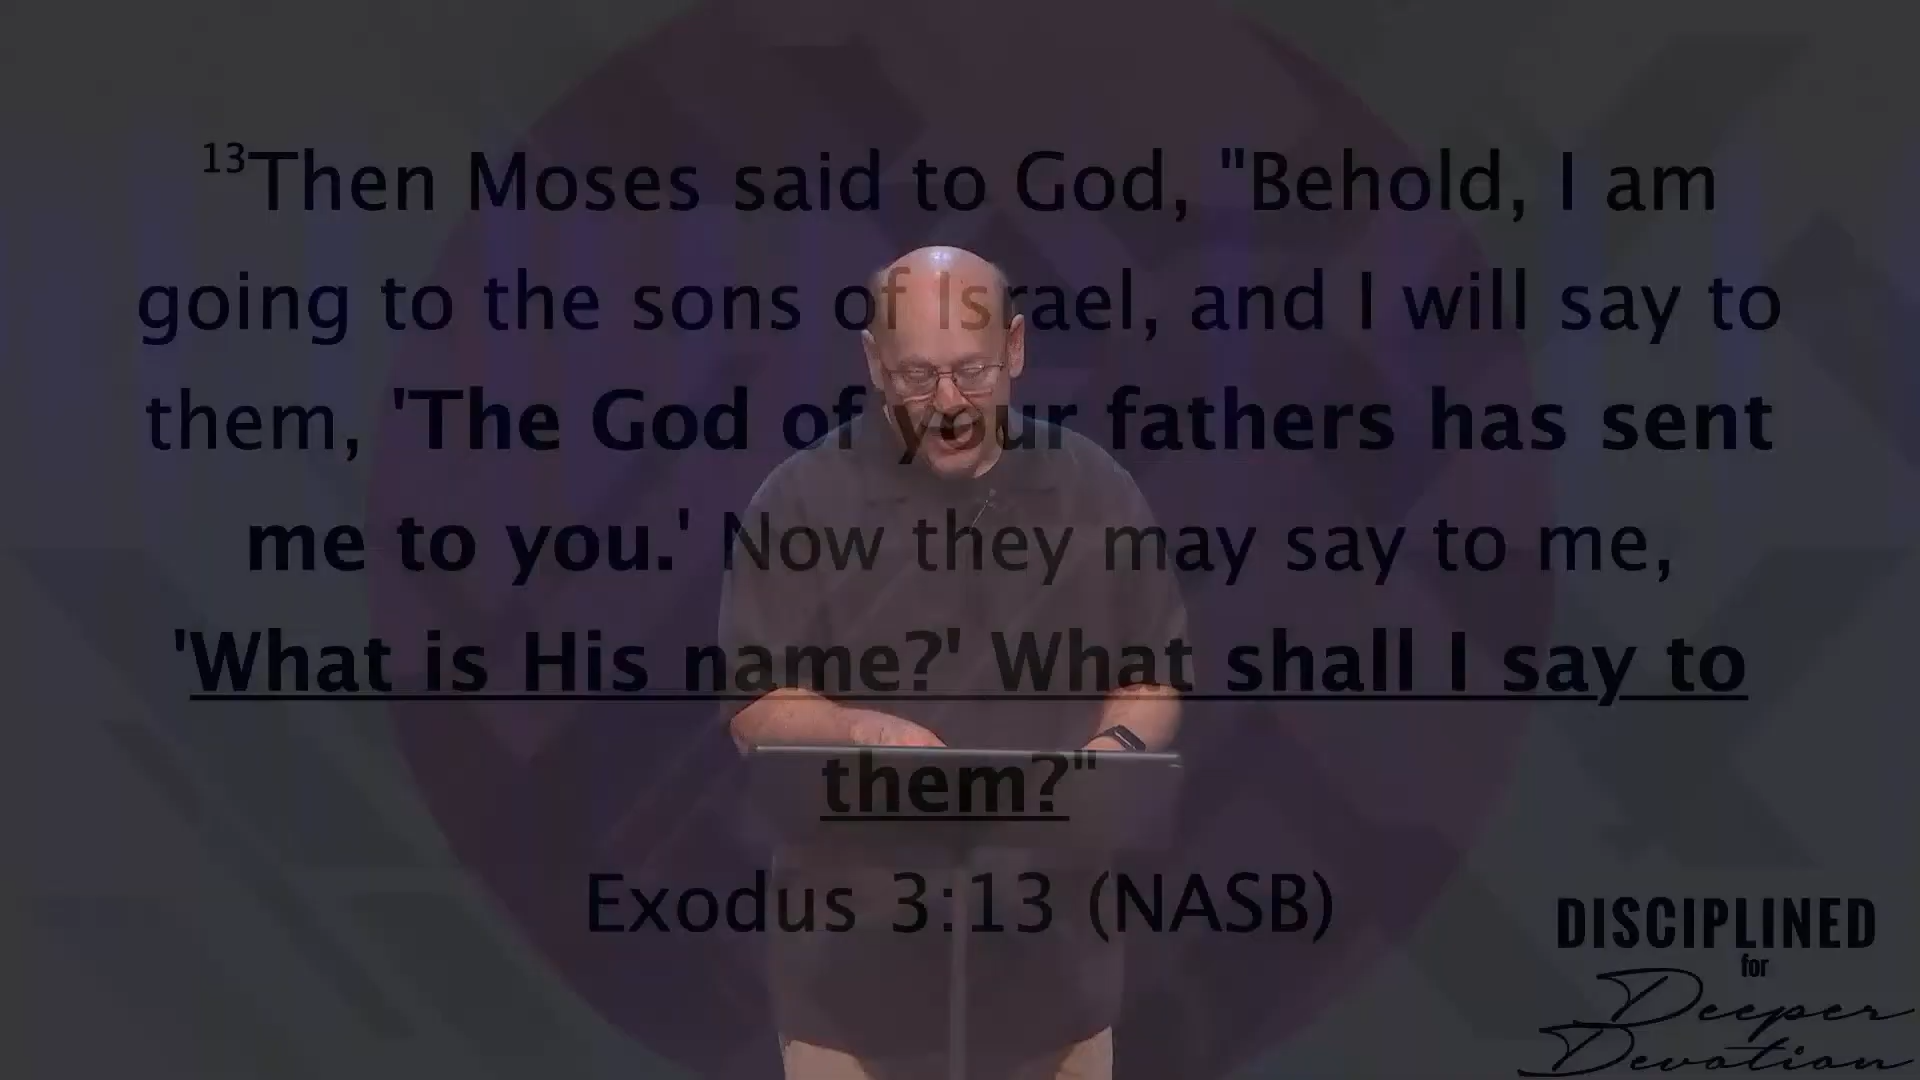 13Then Moses said to God, "Behold, I am
going to the sons of Israel, and I will say to
them, 'The God of your fathers has sent
me to you.' Now they may say to me,
'What is His name?' What shall I say to
them?"
Exodus 3:13 (NASB)
DISCIPLINED
for
Deeper
Devotion